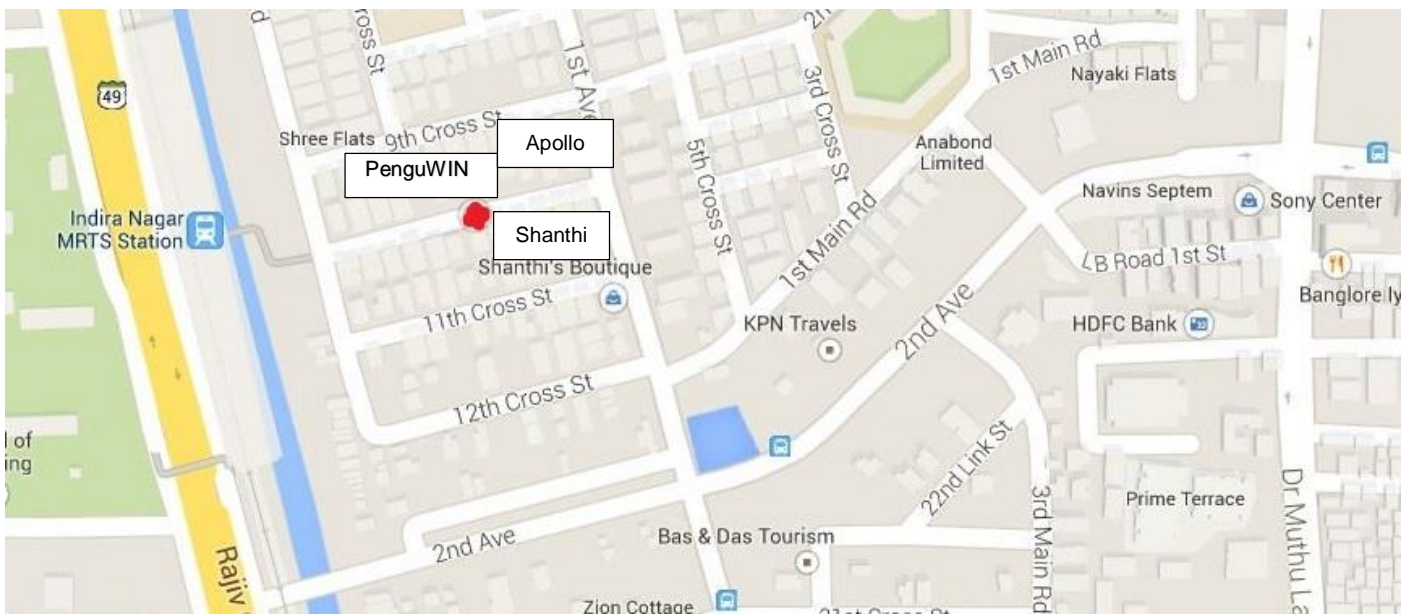 Cross St
1st Ave
2n
3rd Cross St
1st Main Rd
Nayaki Flats
49
Shree Flats
9th Cross St
Apollo
PenguWIN
5th Cross St
Anabond
Limited
Navins Septem
Sony Center
Indira Nagar
MRTS Station
Shanthi
Shanthi's Boutique
1st Main Rd
LB Road 1st St
Banglore Iy
11th Cross St
KPN Travels
2nd Ave
HDFC Bank
12th Cross St
d of
ing
22nd Link St
3rd Main Rd
Prime Terrace
Dr Muthu La
2nd Ave
Bas & Das Tourism
Rajiv
Zion Cottage
21st Cross St